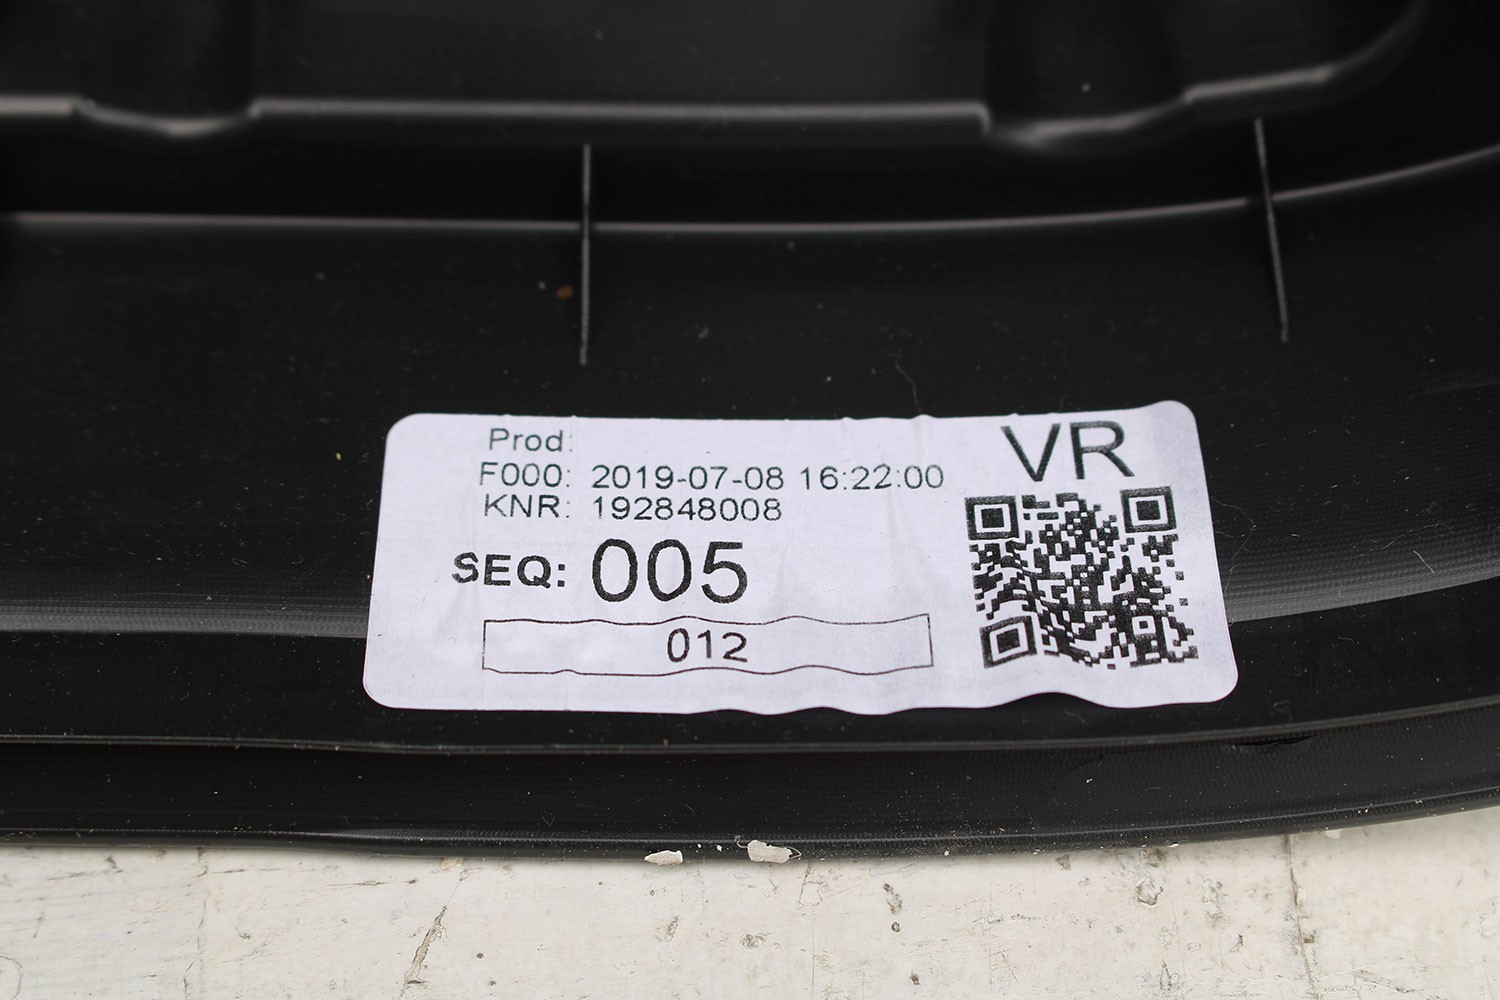 Prod:
VR
F000: 2019-07-08 16:22:00
KNR: 192848008
SEQ: 005
012